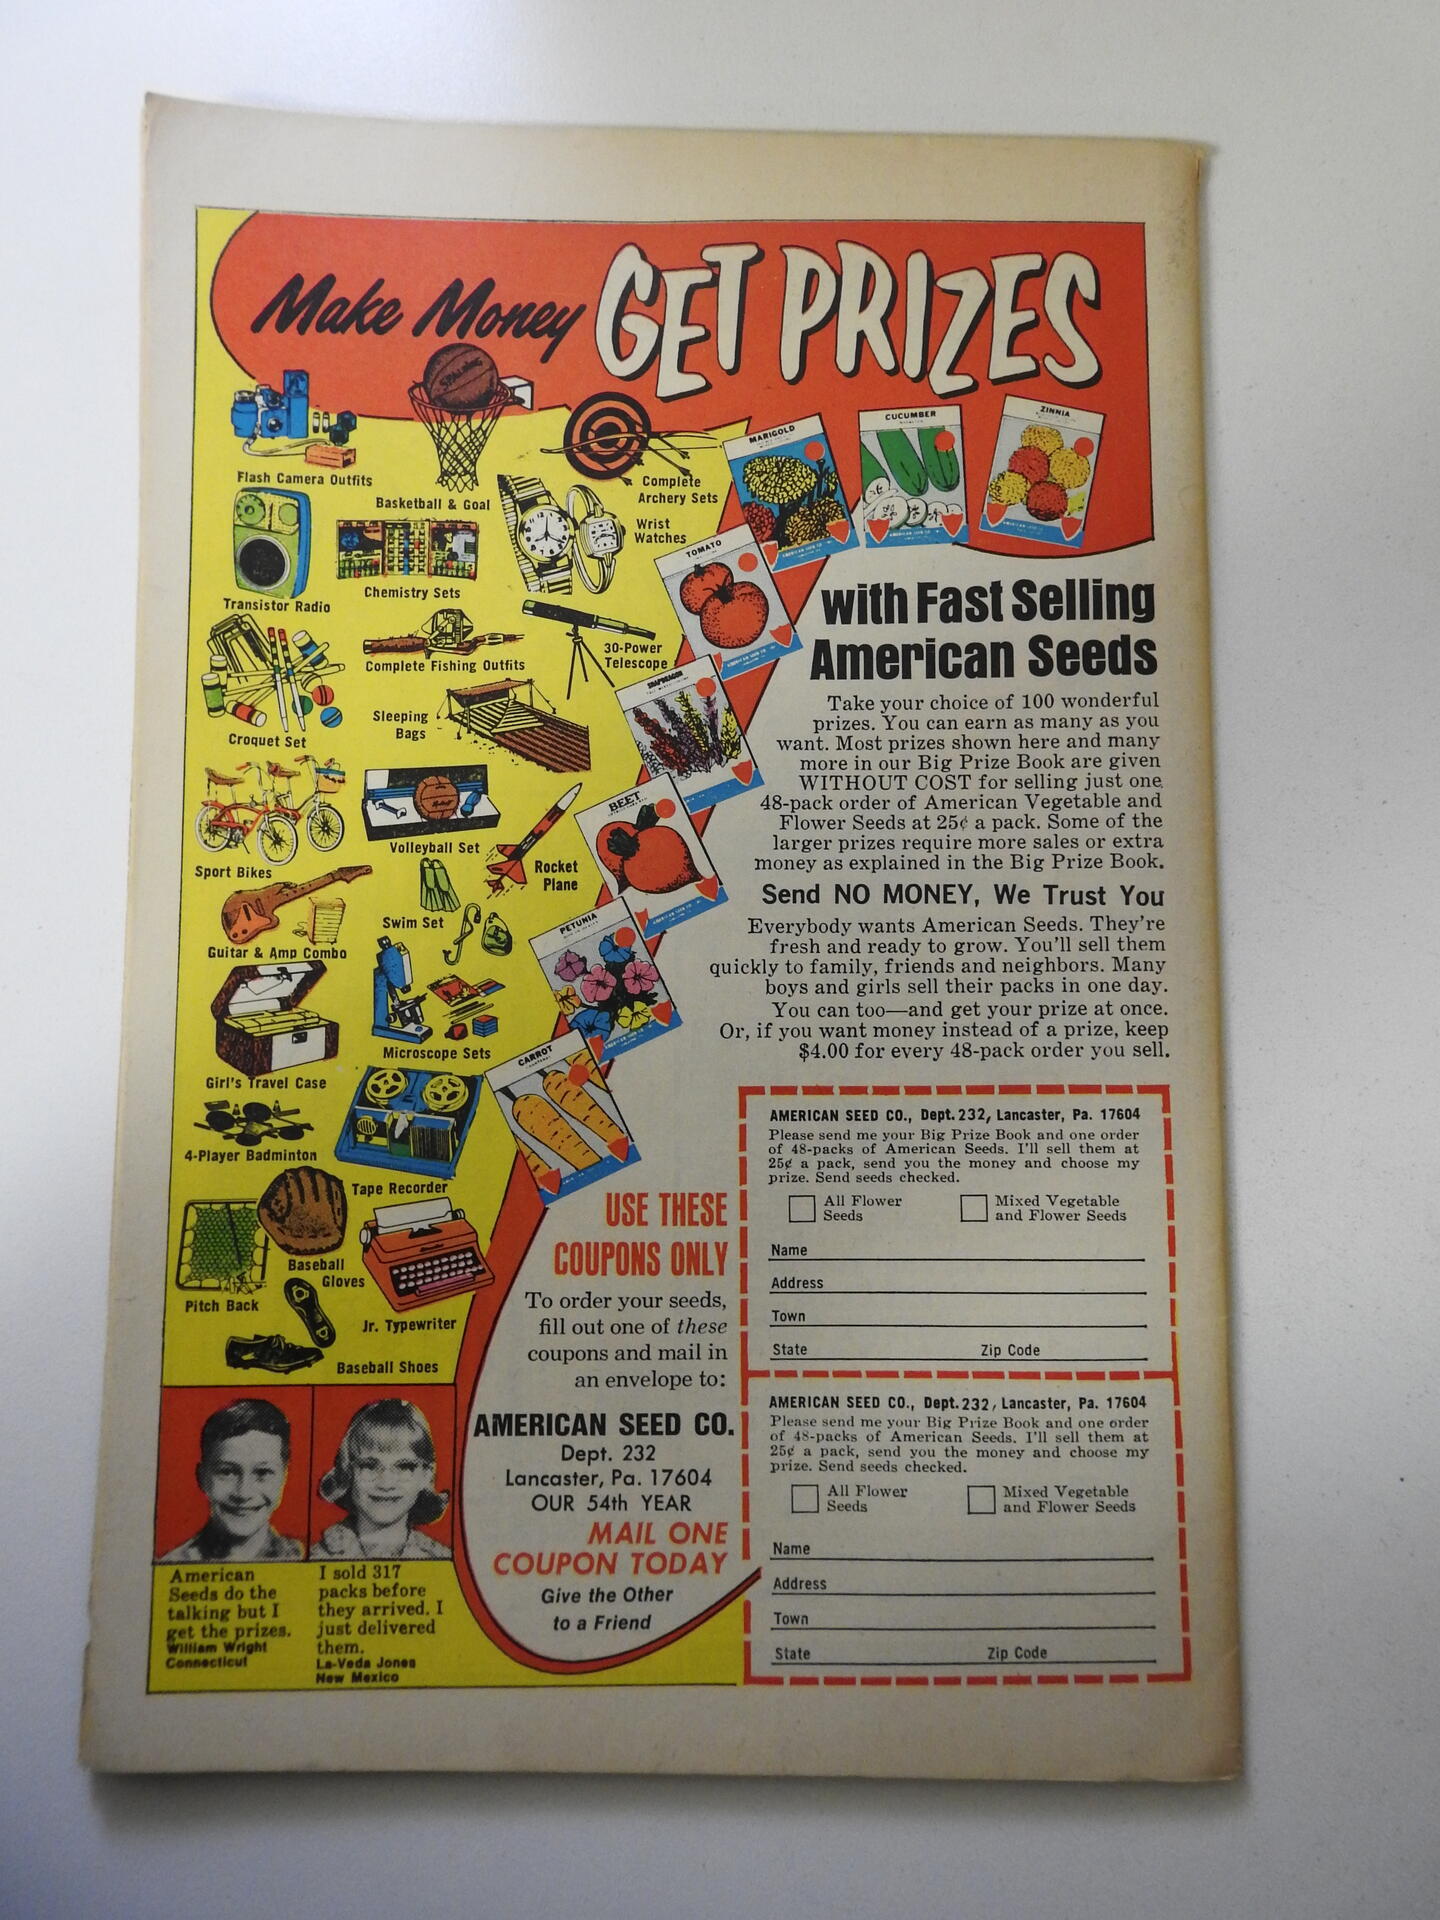 Make Money GET PRIZES
SPALDING
Flash Camera Outfits
Basketball & Goal
Complete
Archery Sets
Wrist
Watches
Transistor Radio
Chemistry Sets
Complete Fishing Outfits
30-Power
Telescope
Croquet Set
Sleeping
Bags
Volleyball Set
Sport Bikes
Rocket
Plane
Swim Set
Guitar & Amp Combo
Microscope Sets
Girl's Travel Case
4-Player Badminton
Tape Recorder
Baseball
Gloves
Pitch Back
Jr. Typewriter
Baseball Shoes
MARIGOLD
CUCUMBER
ZINNIA
TOMATO
SNAPDRAGON
BEET
PETUNIA
CARROT
with Fast Selling
American Seeds
Take your choice of 100 wonderful
prizes. You can earn as many as you
want. Most prizes shown here and many
more in our Big Prize Book are given
WITHOUT COST for selling just one
48-pack order of American Vegetable and
Flower Seeds at 25¢ a pack. Some of the
larger prizes require more sales or extra
money as explained in the Big Prize Book.
Send NO MONEY, We Trust You
Everybody wants American Seeds. They're
fresh and ready to grow. You'll sell them
quickly to family, friends and neighbors. Many
boys and girls sell their packs in one day.
You can too—and get your prize at once.
Or, if you want money instead of a prize, keep
$4.00 for every 48-pack order you sell.
USE THESE
COUPONS ONLY
To order your seeds,
fill out one of these
coupons and mail in
an envelope to:
AMERICAN SEED CO.
Dept. 232
Lancaster, Pa. 17604
OUR 54th YEAR
MAIL ONE
COUPON TODAY
Give the Other
to a Friend
AMERICAN SEED CO., Dept. 232, Lancaster, Pa. 17604
Please send me your Big Prize Book and one order
of 48-packs of American Seeds. I'll sell them at
25¢ a pack, send you the money and choose my
prize. Send seeds checked.
All Flower
Seeds
Mixed Vegetable
and Flower Seeds
Name
Address
Town
State Zip Code
AMERICAN SEED CO., Dept. 232, Lancaster, Pa. 17604
Please send me your Big Prize Book and one order
of 48-packs of American Seeds. I'll sell them at
25¢ a pack, send you the money and choose my
prize. Send seeds checked.
All Flower
Seeds
Mixed Vegetable
and Flower Seeds
Name
Address
Town
State Zip Code
American
Seeds do the
talking but I
get the prizes.
William Wright
Connecticut
I sold 317
packs before
they arrived. I
just delivered
them.
La-Veda Jones
New Mexico